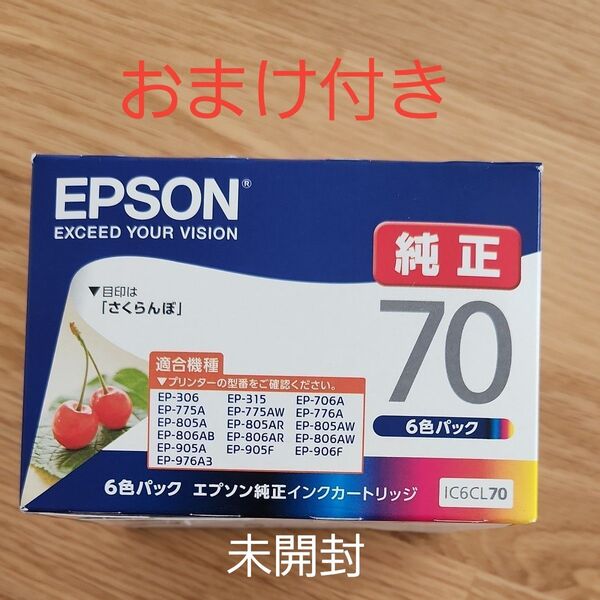 おまけ付き
EPSON®
EXCEED YOUR VISION
純正
▼目印は
「さくらんぼ」
70
適合機種
▼プリンターの型番をご確認ください。
EP-306 EP-315 EP-706A
EP-775A EP-775AW EP-776A
EP-805A EP-805AR EP-805AW
EP-806AB EP-806AR EP-806AW
EP-905A EP-905F EP-906F
EP-976A3
6色パック
6色パック エプソン純正インクカートリッジ IC6CL70
未開封